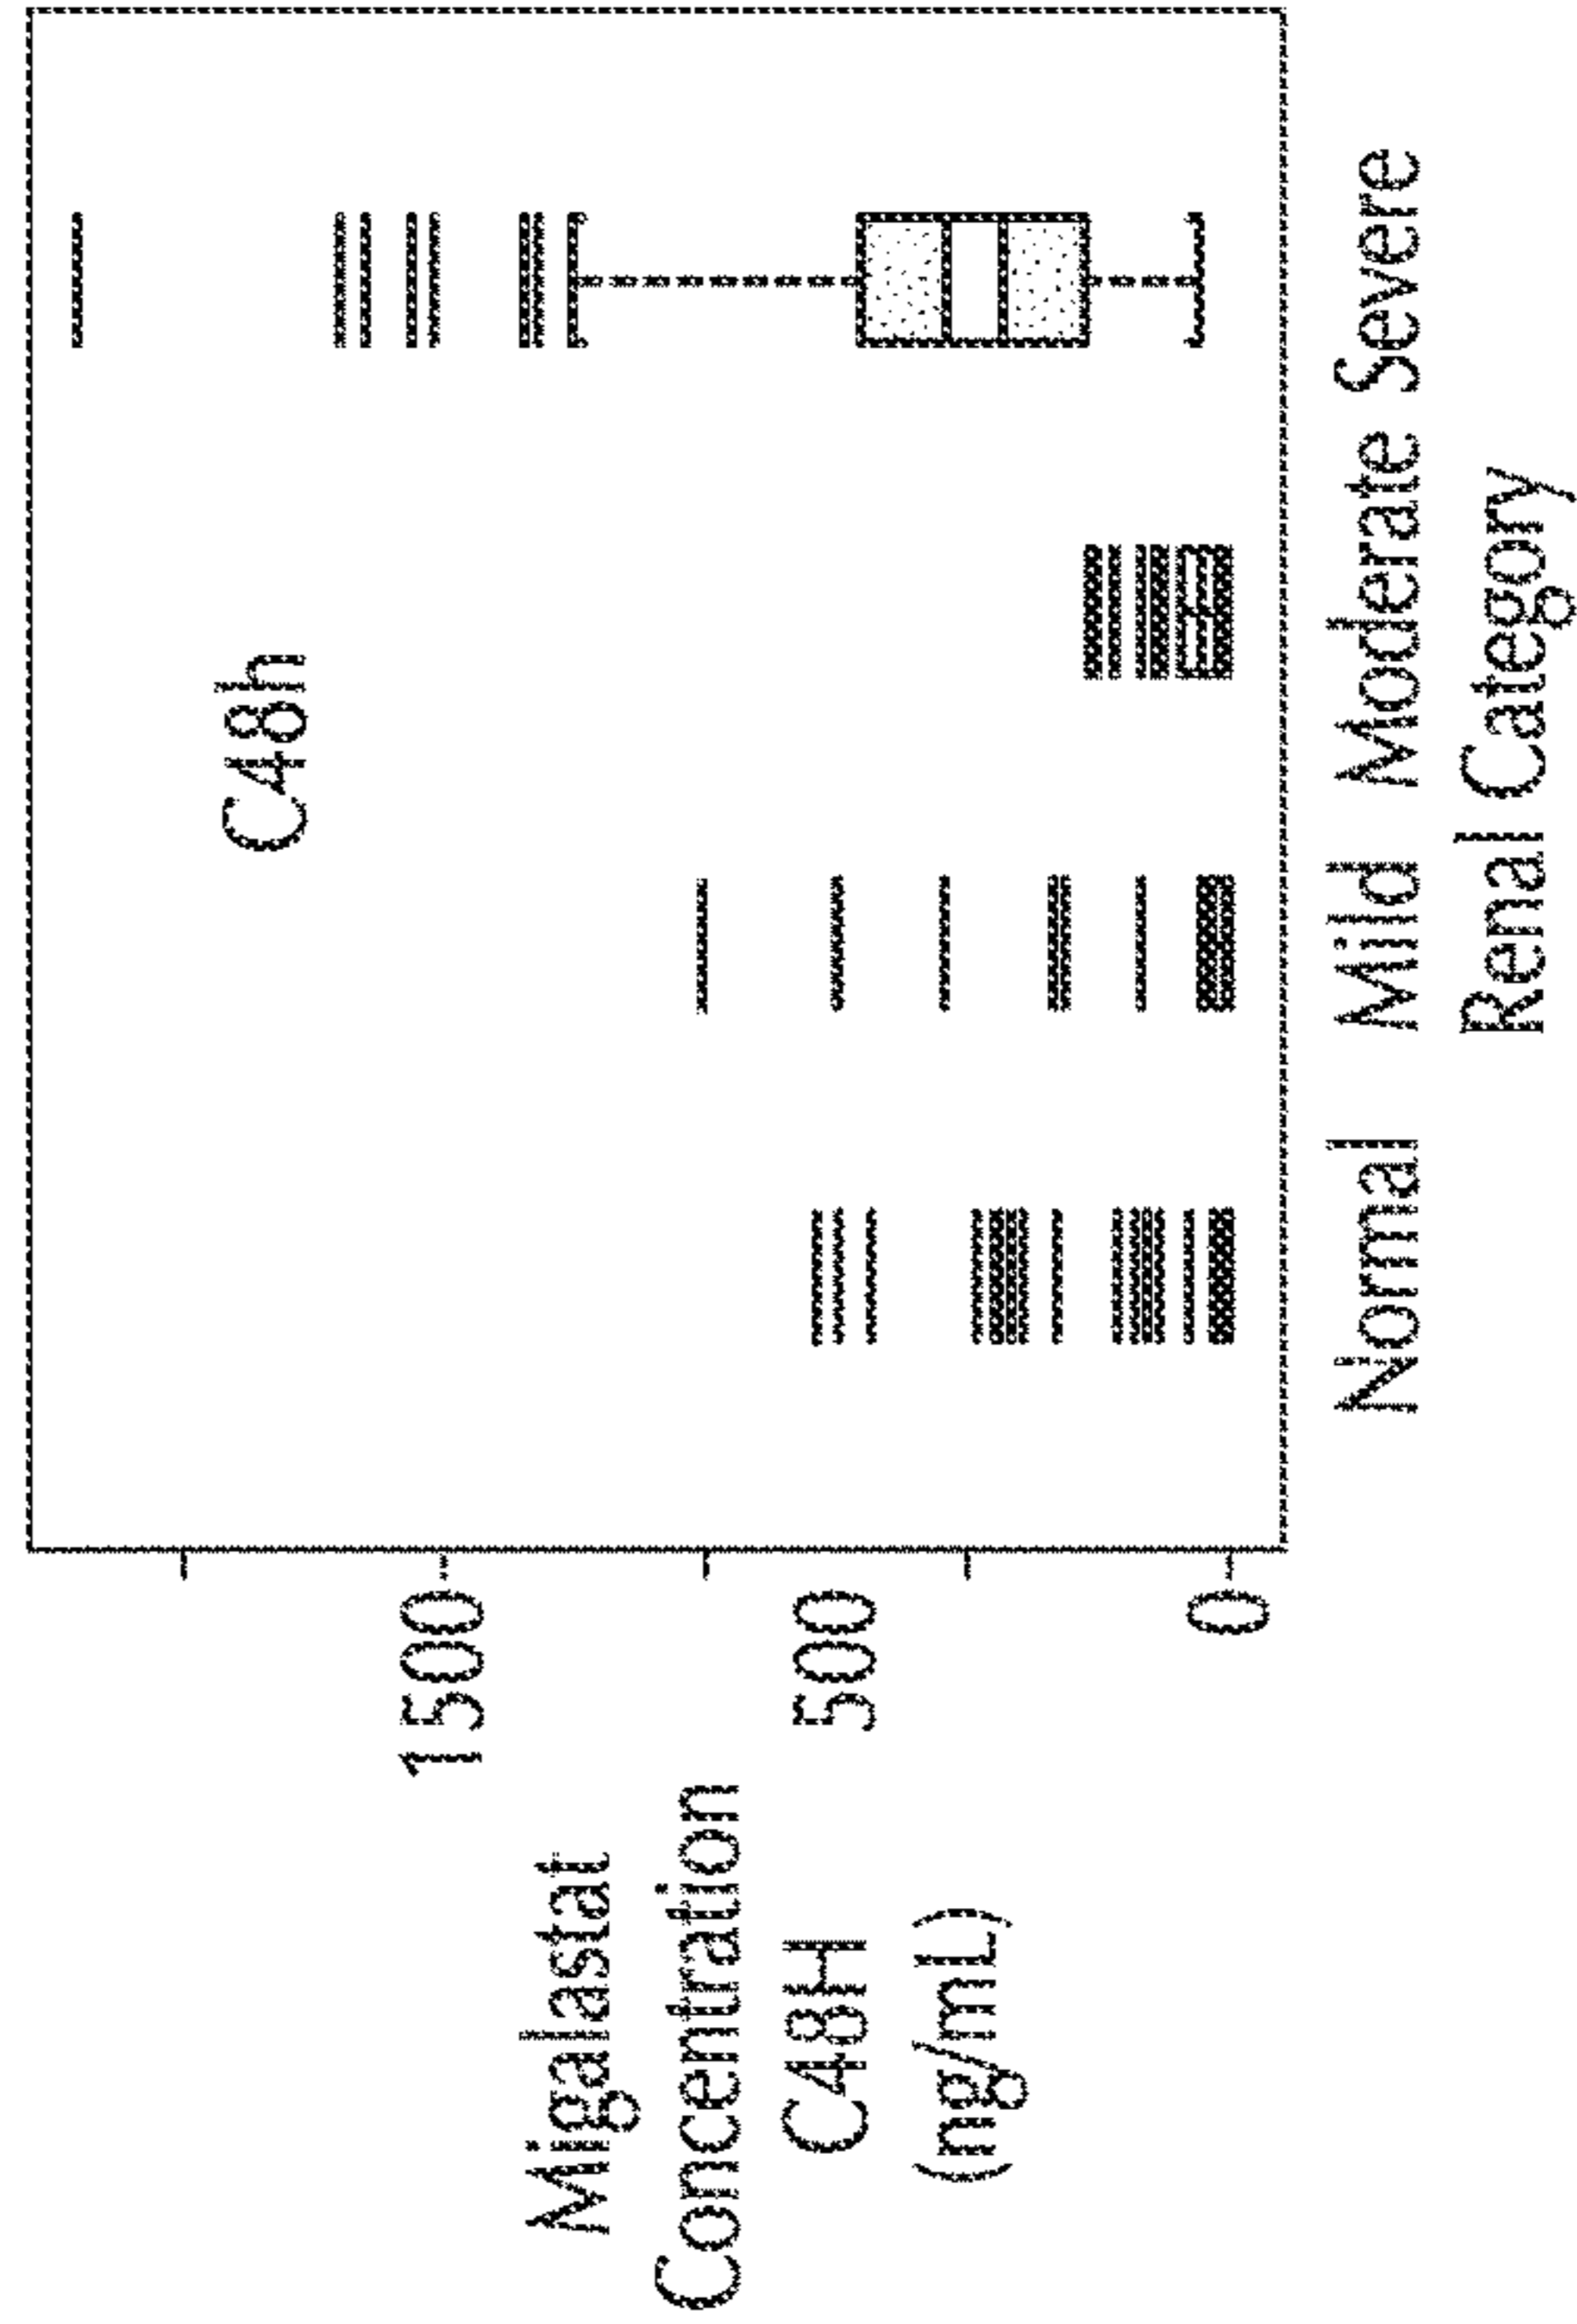 C48h
Migalastat
Concentration
C48H
(ng/mL)
1500
500
0
Normal Mild Moderate Severe
Renal Category